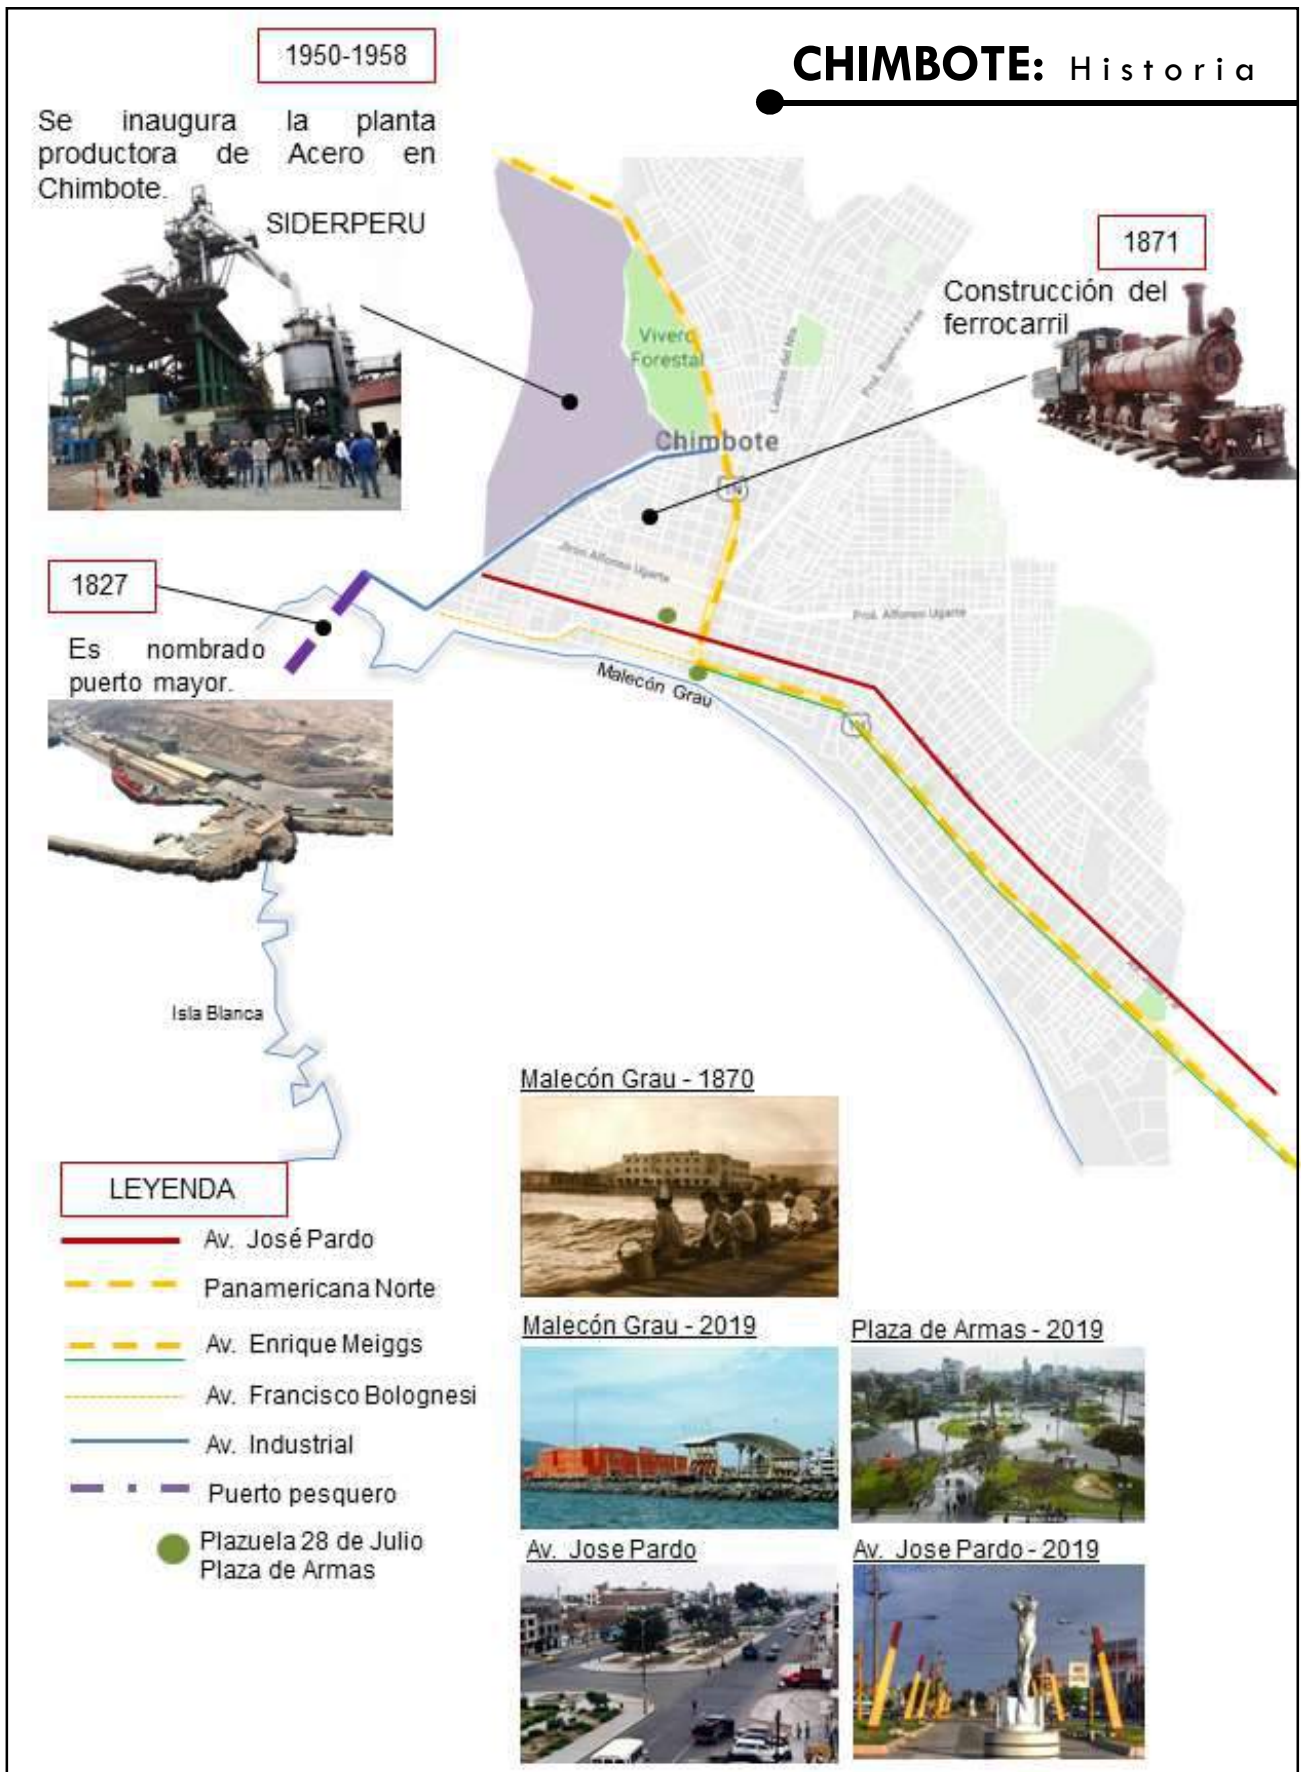 CHIMBOTE: Historia
1950-1958
Se inaugura la planta
productora de Acero en
Chimbote.
SIDERPERU
1871
Construcción del
ferrocarril
Vivero
Forestal
Chimbote
Jirón Alfonso Ugarte
Prol. Alfonso Ugarte
1827
Es nombrado
puerto mayor.
Malecón Grau
Isla Blanca
LEYENDA
Av. José Pardo
Panamericana Norte
Av. Enrique Meiggs
Av. Francisco Bolognesi
Av. Industrial
Puerto pesquero
Plazuela 28 de Julio
Plaza de Armas
Malecón Grau - 1870
Malecón Grau - 2019
Plaza de Armas - 2019
Av. Jose Pardo
Av. Jose Pardo - 2019